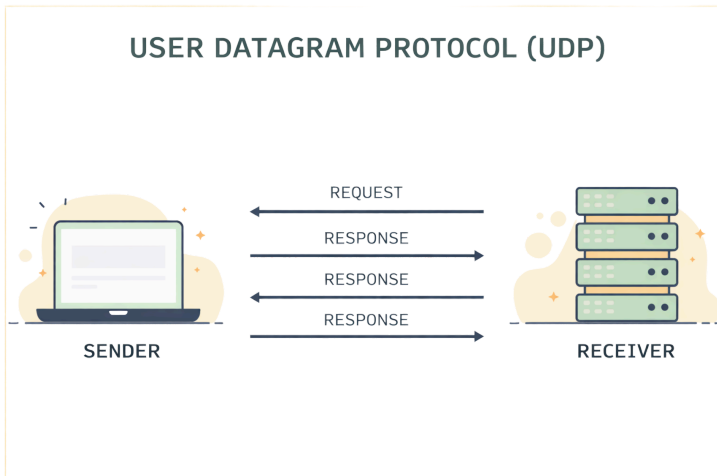 USER DATAGRAM PROTOCOL (UDP)
REQUEST
RESPONSE
RESPONSE
RESPONSE
SENDER
RECEIVER